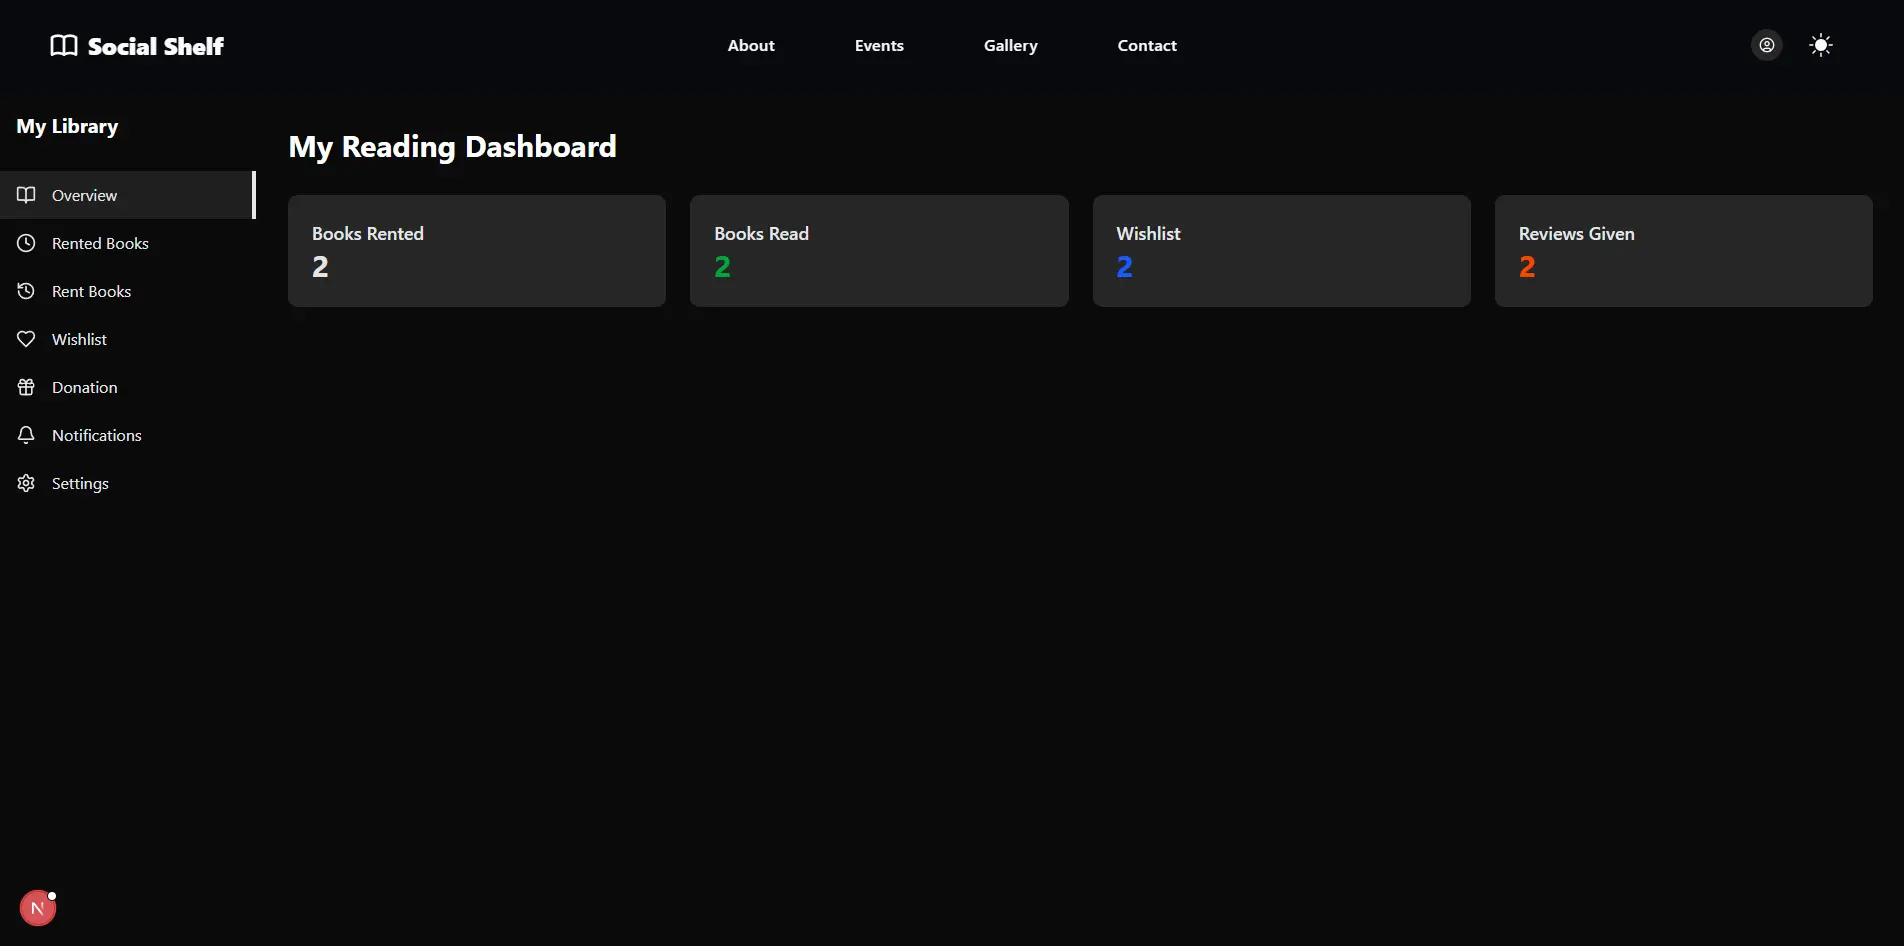 Social Shelf
About
Events
Gallery
Contact
My Library
Overview
Rented Books
Rent Books
Wishlist
Donation
Notifications
Settings
My Reading Dashboard
Books Rented
2
Books Read
2
Wishlist
2
Reviews Given
2
N